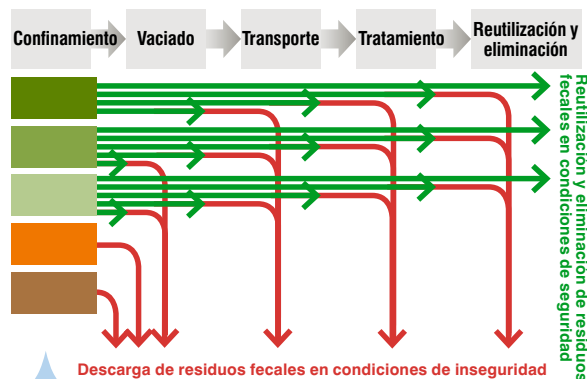 Confinamiento
Vaciado
Transporte
Tratamiento
Reutilización y
eliminación
Reutilización y eliminación de residuos
fecales en condiciones de seguridad
Descarga de residuos fecales en condiciones de inseguridad